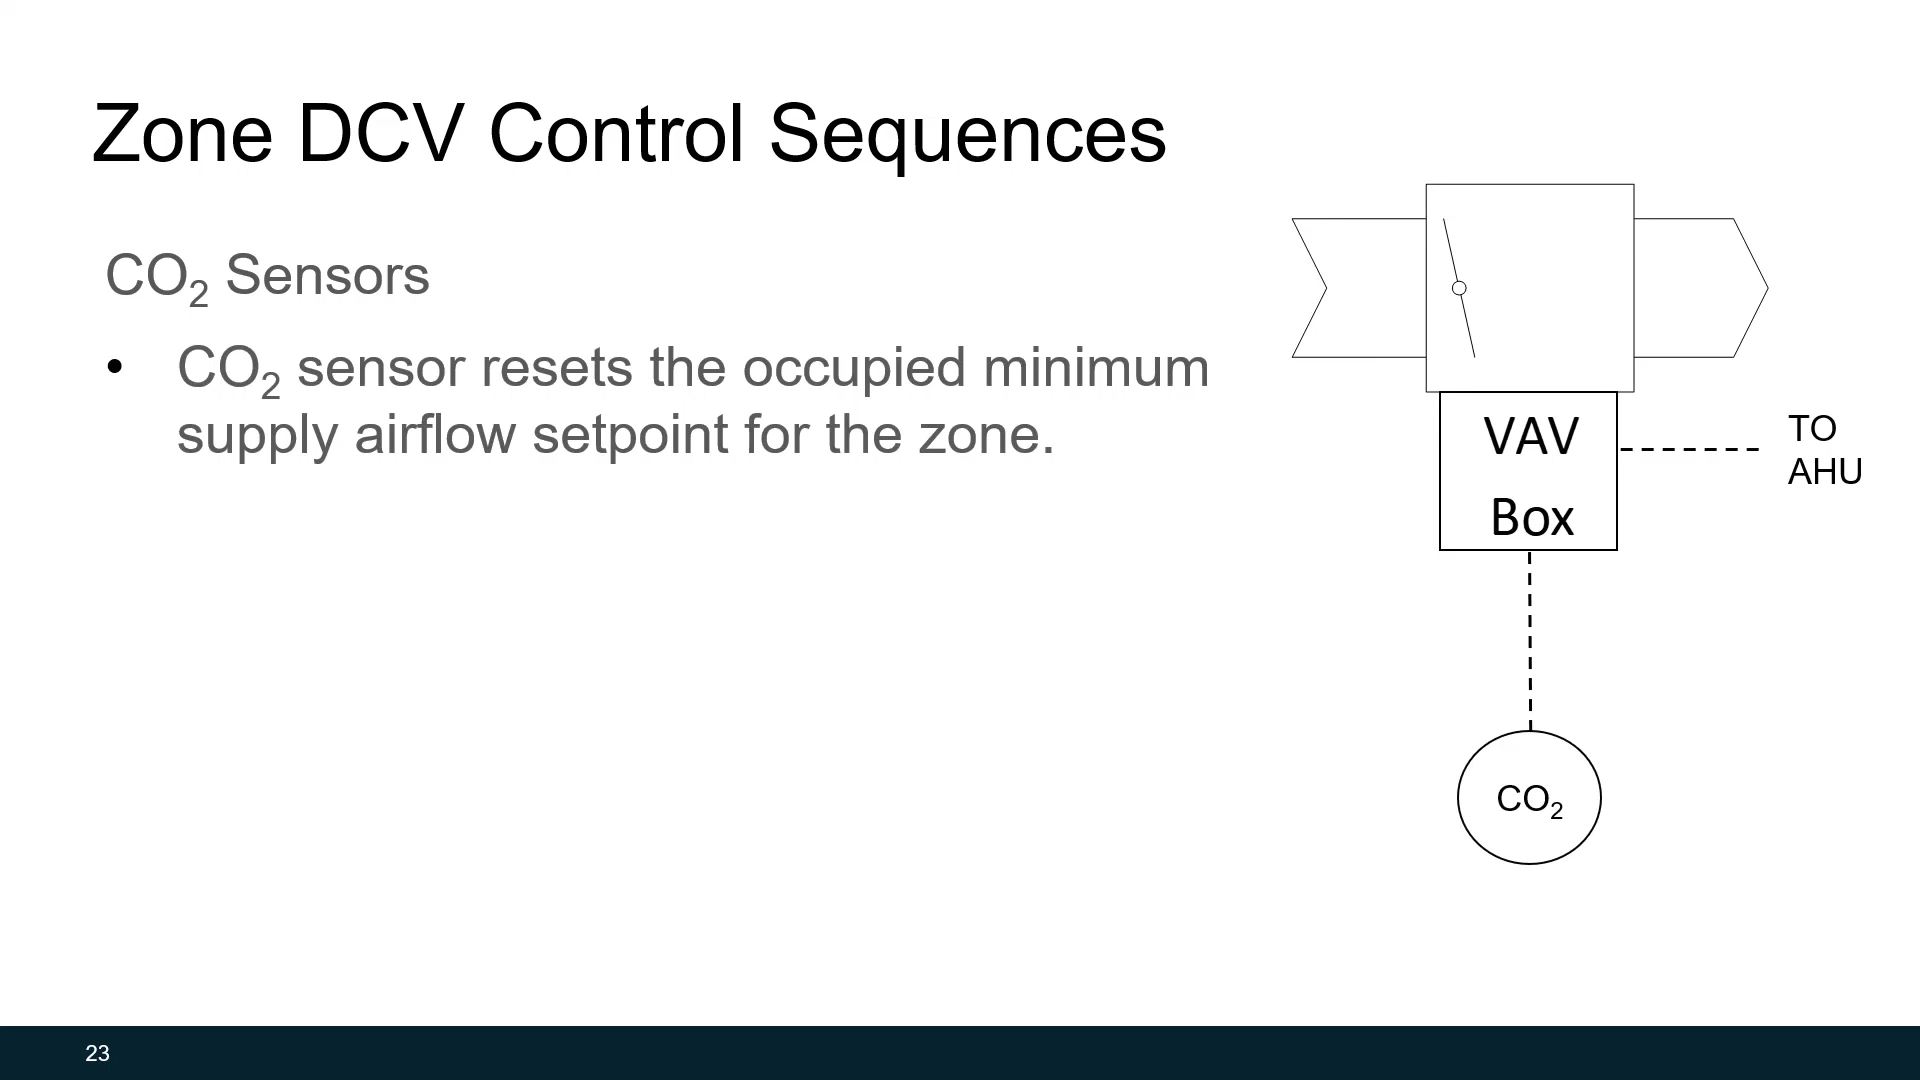 Zone DCV Control Sequences
CO₂ Sensors
• CO₂ sensor resets the occupied minimum
supply airflow setpoint for the zone.
VAV
Box
TO
AHU
CO₂
23